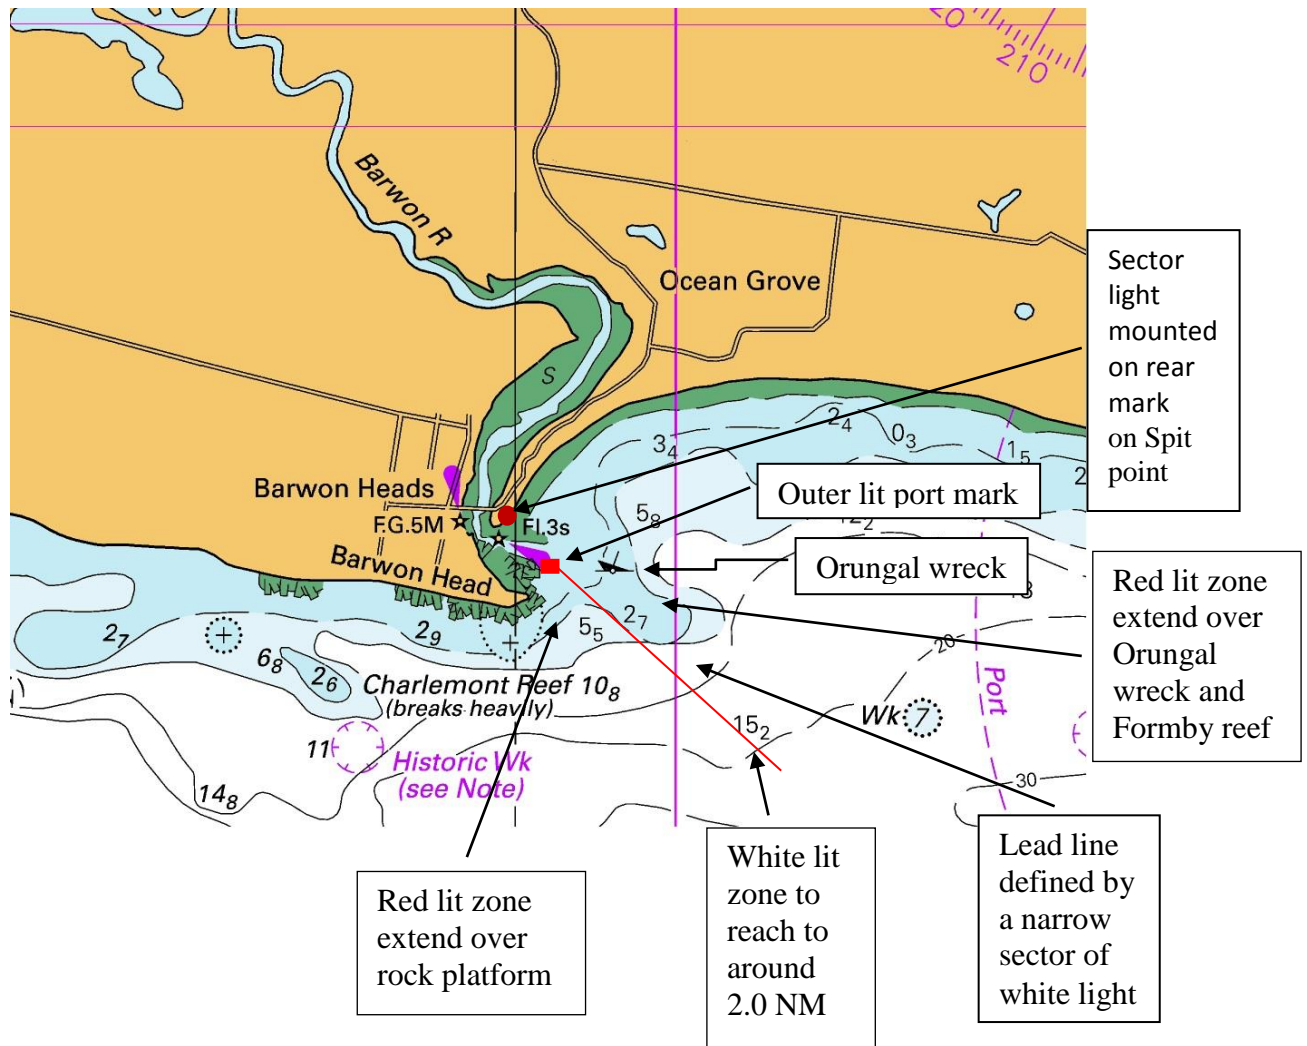 20
210
Barwon R
Ocean Grove
S
Sector
light
mounted
on rear
mark
on Spit
point
3₄
2₄
0₃
1₅
2
Barwon Heads
Outer lit port mark
5₈
12₂
F.G.5M
Fl.3s
Barwon Head
Orungal wreck
Red lit zone
extend over
Orungal
wreck and
Formby reef
2₇
2₉
5₅
2₇
20
6₈
2₆
Charlemont Reef 10₈
(breaks heavily)
Port
Wk 7
15₂
11
Historic Wk
(see Note)
14₈
30
Red lit zone
extend over
rock platform
White lit
zone to
reach to
around
2.0 NM
Lead line
defined by
a narrow
sector of
white light